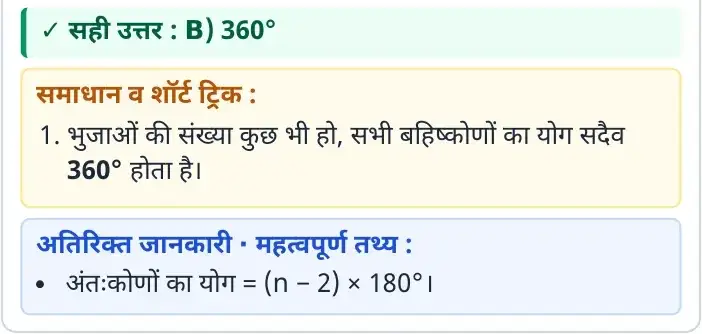 ✓ सही उत्तर : B) 360°
समाधान व शॉर्ट ट्रिक :
1. भुजाओं की संख्या कुछ भी हो, सभी बहिष्कोणों का योग सदैव
360° होता है।
अतिरिक्त जानकारी · महत्वपूर्ण तथ्य :
• अंतःकोणों का योग = (n − 2) × 180°।